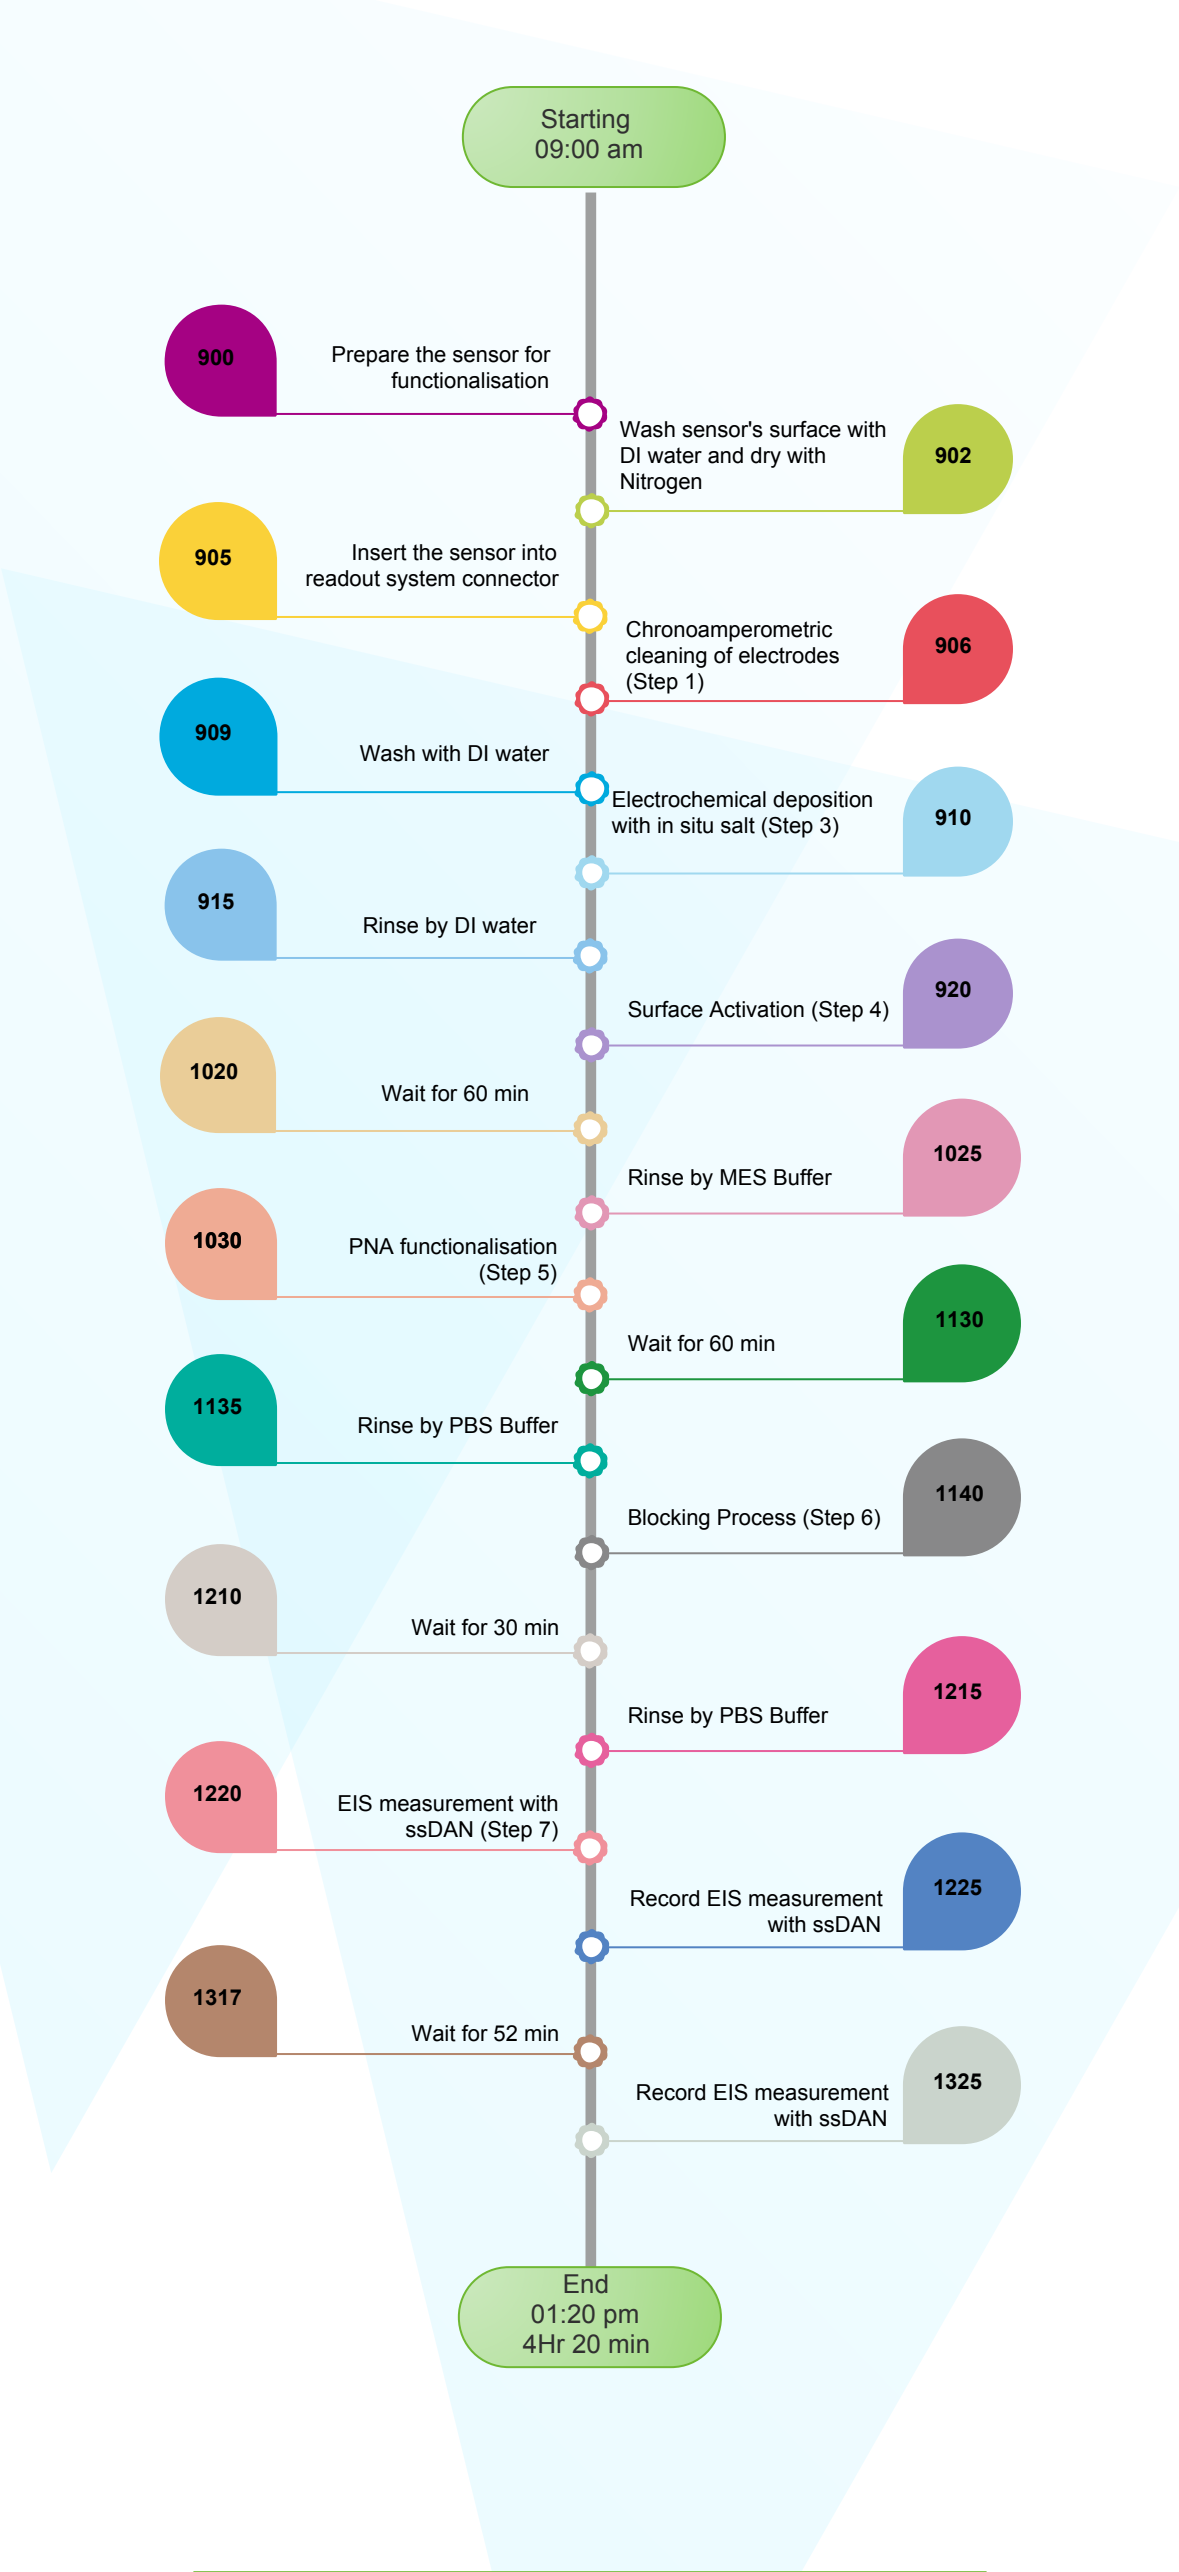 Starting
09:00 am
900
Prepare the sensor for
functionalisation
Wash sensor's surface with
DI water and dry with
Nitrogen
902
905
Insert the sensor into
readout system connector
Chronoamperometric
cleaning of electrodes
(Step 1)
906
909
Wash with DI water
Electrochemical deposition
with in situ salt (Step 3)
910
915
Rinse by DI water
Surface Activation (Step 4)
920
1020
Wait for 60 min
Rinse by MES Buffer
1025
1030
PNA functionalisation
(Step 5)
Wait for 60 min
1130
1135
Rinse by PBS Buffer
Blocking Process (Step 6)
1140
1210
Wait for 30 min
Rinse by PBS Buffer
1215
1220
EIS measurement with
ssDAN (Step 7)
Record EIS measurement
with ssDAN
1225
1317
Wait for 52 min
Record EIS measurement
with ssDAN
1325
End
01:20 pm
4Hr 20 min